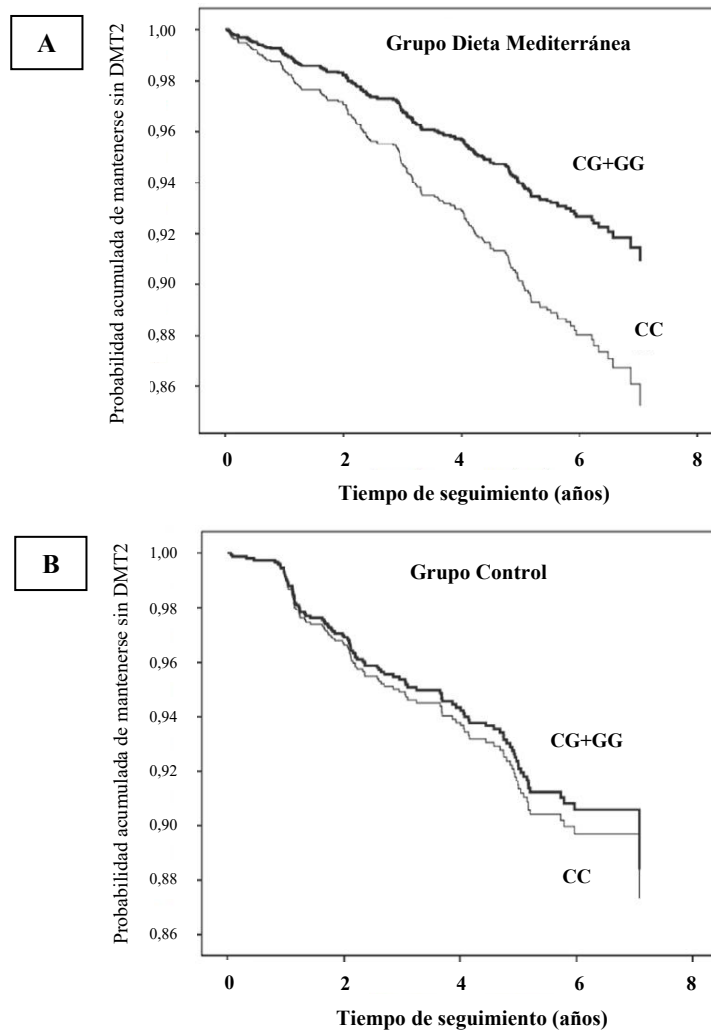 A
Grupo Dieta Mediterránea
Probabilidad acumulada de mantenerse sin DMT2
1,00
0,98
0,96
0,94
0,92
0,90
0,88
0,86
CG+GG
CC
0 2 4 6 8
Tiempo de seguimiento (años)
B
Grupo Control
Probabilidad acumulada de mantenerse sin DMT2
1,00
0,98
0,96
0,94
0,92
0,90
0,88
0,86
CG+GG
CC
0 2 4 6 8
Tiempo de seguimiento (años)